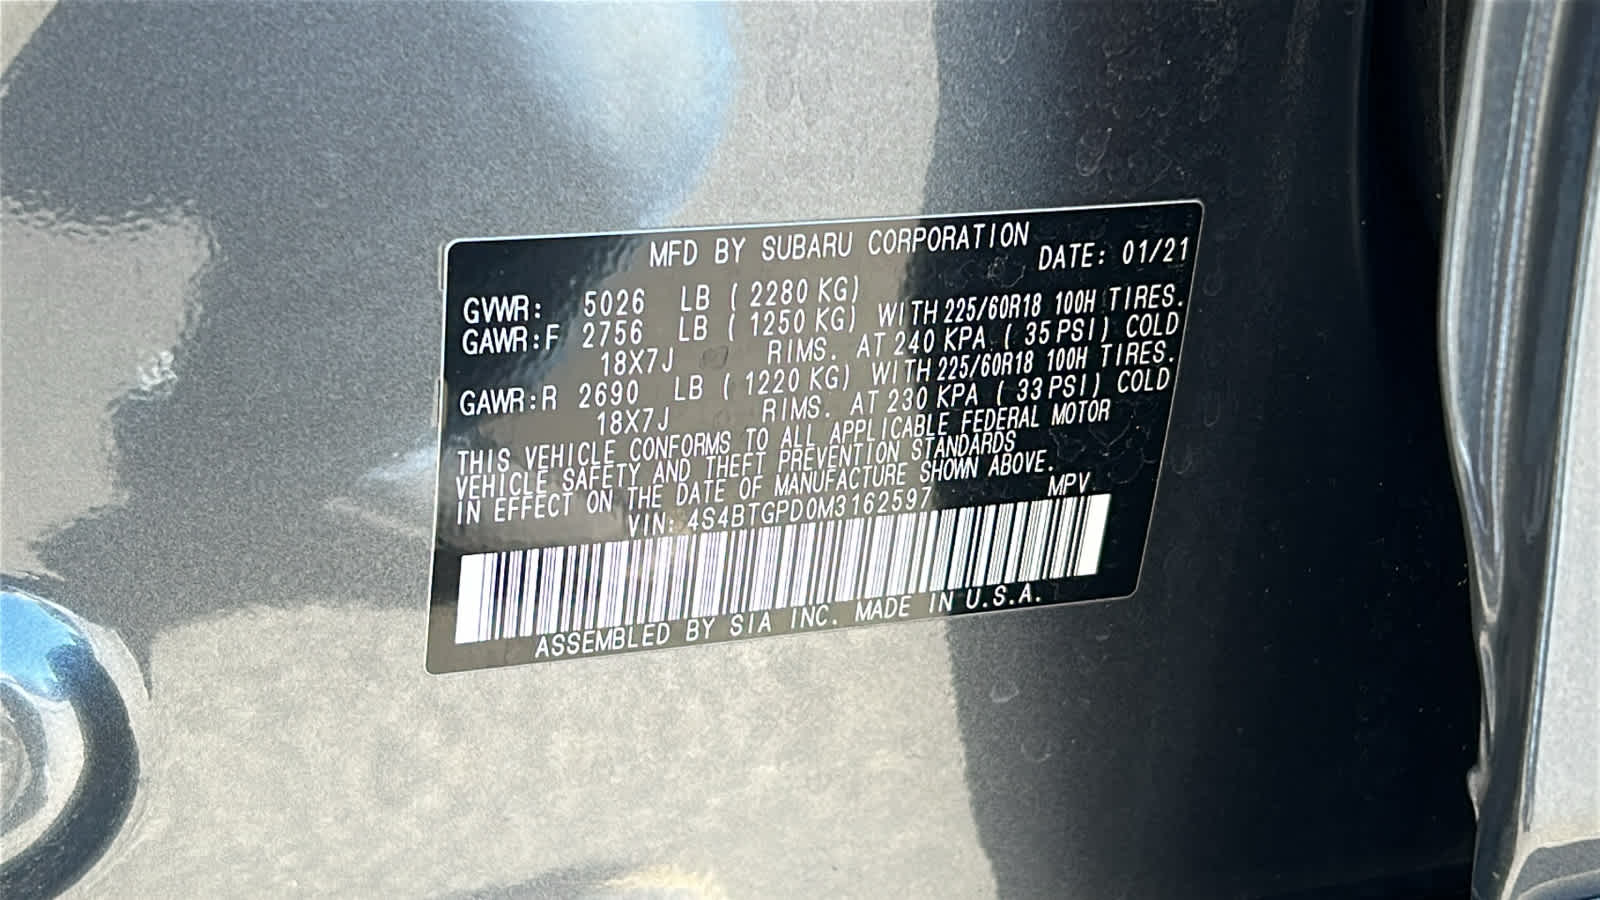 MFD BY SUBARU CORPORATION
DATE: 01/21
GVWR: 5026 LB ( 2280 KG)
GAWR:F 2756 LB ( 1250 KG) WITH 225/60R18 100H TIRES.
18X7J RIMS. AT 240 KPA ( 35 PSI) COLD
GAWR:R 2690 LB ( 1220 KG) WITH 225/60R18 100H TIRES.
18X7J RIMS. AT 230 KPA ( 33 PSI) COLD
THIS VEHICLE CONFORMS TO ALL APPLICABLE FEDERAL MOTOR
VEHICLE SAFETY AND THEFT PREVENTION STANDARDS
IN EFFECT ON THE DATE OF MANUFACTURE SHOWN ABOVE.
VIN: 4S4BTGPD0M3162597 MPV
ASSEMBLED BY SIA INC. MADE IN U.S.A.